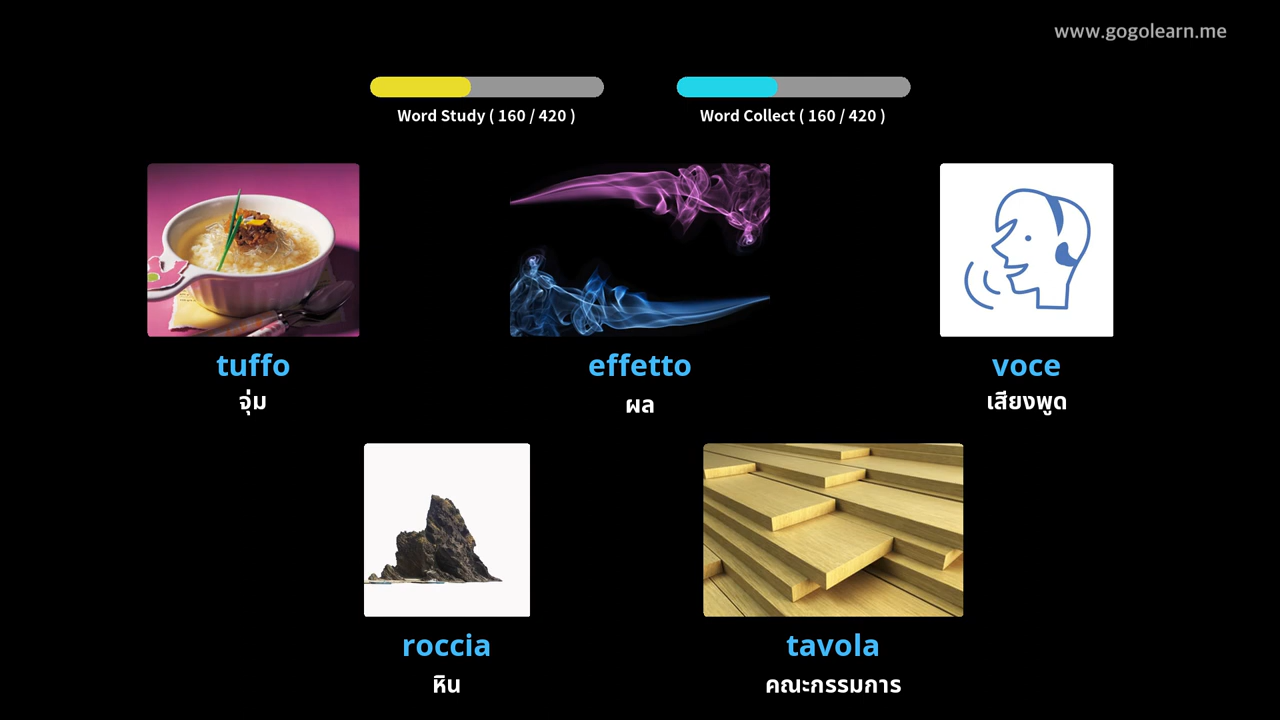 www.gogolearn.me
Word Study ( 160 / 420 )
Word Collect ( 160 / 420 )
tuffo
จุ่ม
effetto
ผล
voce
เสียงพูด
roccia
หิน
tavola
คณะกรรมการ